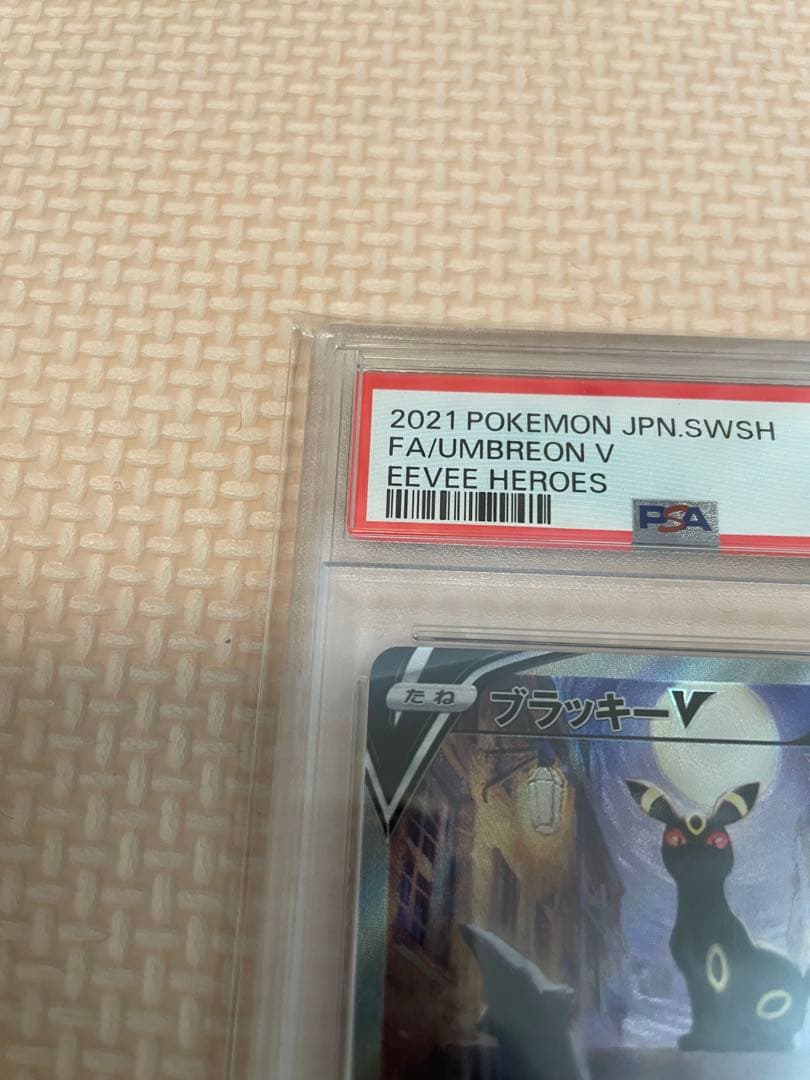 2021 POKEMON JPN.SWSH
FA/UMBREON V
EEVEE HEROES
PSA
たね ブラッキーV